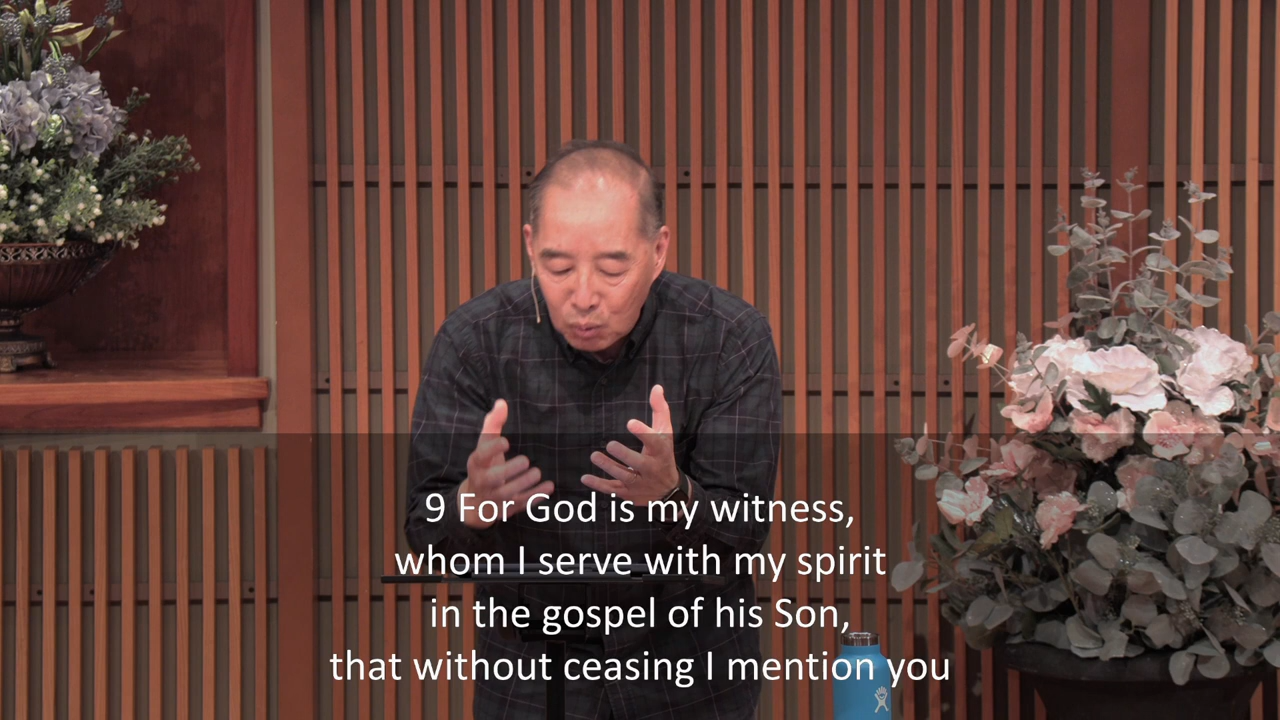 9 For God is my witness,
whom I serve with my spirit
in the gospel of his Son,
that without ceasing I mention you